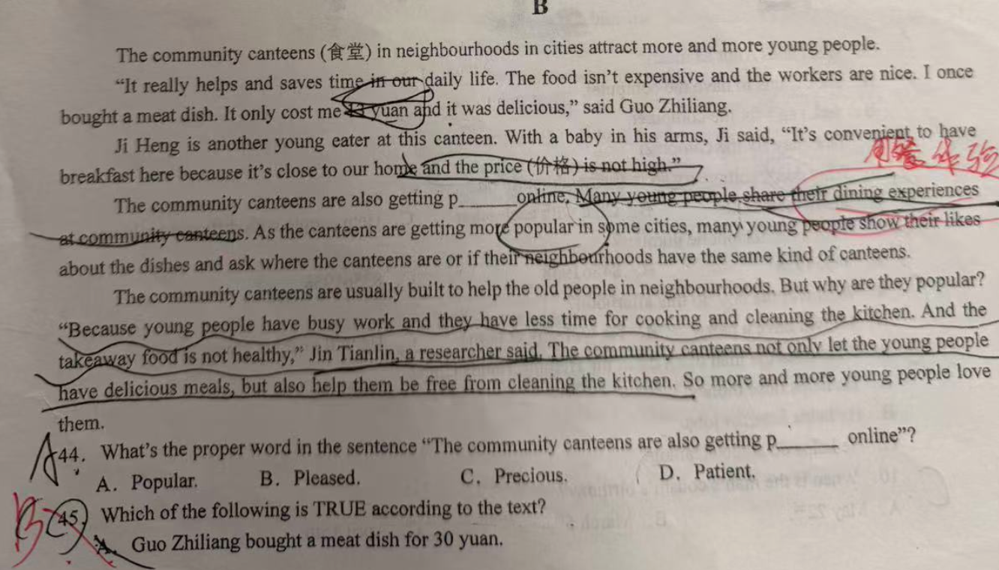 B
The community canteens (食堂) in neighbourhoods in cities attract more and more young people.
“It really helps and saves time in our daily life. The food isn’t expensive and the workers are nice. I once
bought a meat dish. It only cost me yuan and it was delicious,” said Guo Zhiliang.
Ji Heng is another young eater at this canteen. With a baby in his arms, Ji said, “It’s convenient to have
用餐体验
breakfast here because it’s close to our home and the price (价格) is not high.”
The community canteens are also getting p______online. Many young people share their dining experiences
at community canteens. As the canteens are getting more popular in some cities, many young people show their likes
about the dishes and ask where the canteens are or if their neighbourhoods have the same kind of canteens.
The community canteens are usually built to help the old people in neighbourhoods. But why are they popular?
“Because young people have busy work and they have less time for cooking and cleaning the kitchen. And the
takeaway food is not healthy,” Jin Tianlin, a researcher said. The community canteens not only let the young people
have delicious meals, but also help them be free from cleaning the kitchen. So more and more young people love
them.
A 44. What’s the proper word in the sentence “The community canteens are also getting p______ online”?
A. Popular. B. Pleased. C. Precious. D. Patient.
B 45. Which of the following is TRUE according to the text?
A. Guo Zhiliang bought a meat dish for 30 yuan.